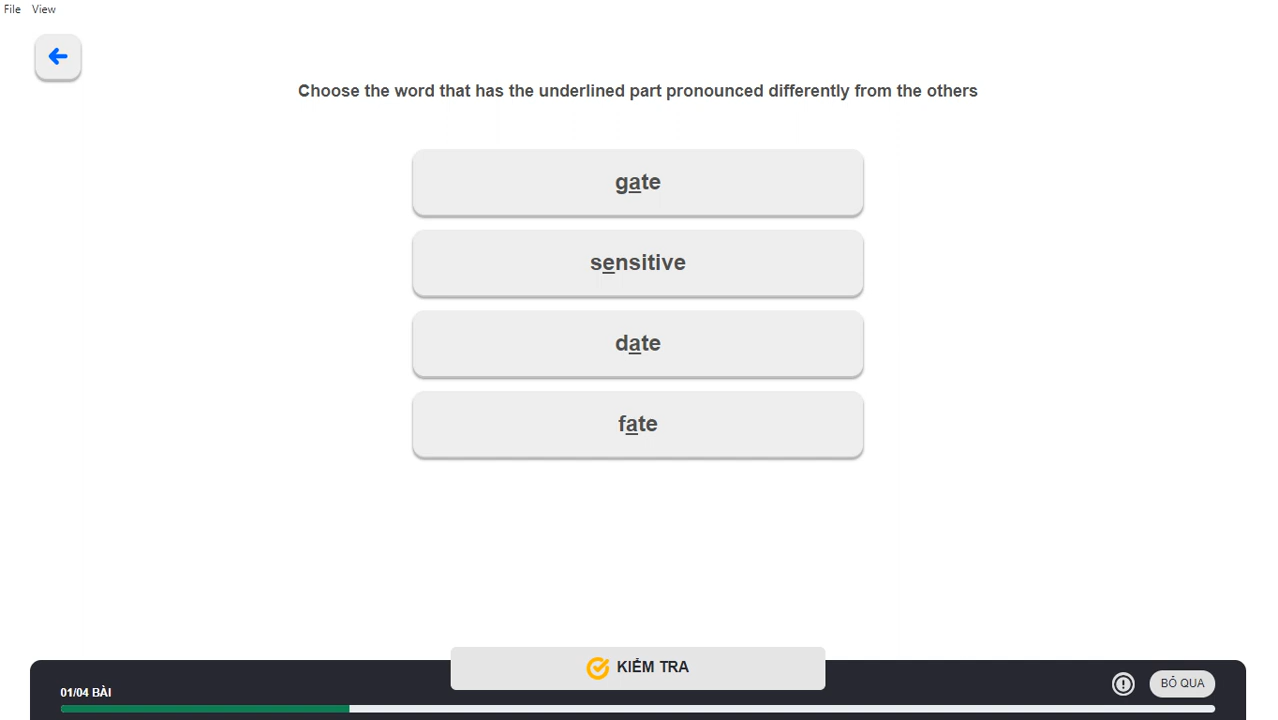 File View
Choose the word that has the underlined part pronounced differently from the others
gate
sensitive
date
fate
KIỂM TRA
01/04 BÀI
BỎ QUA